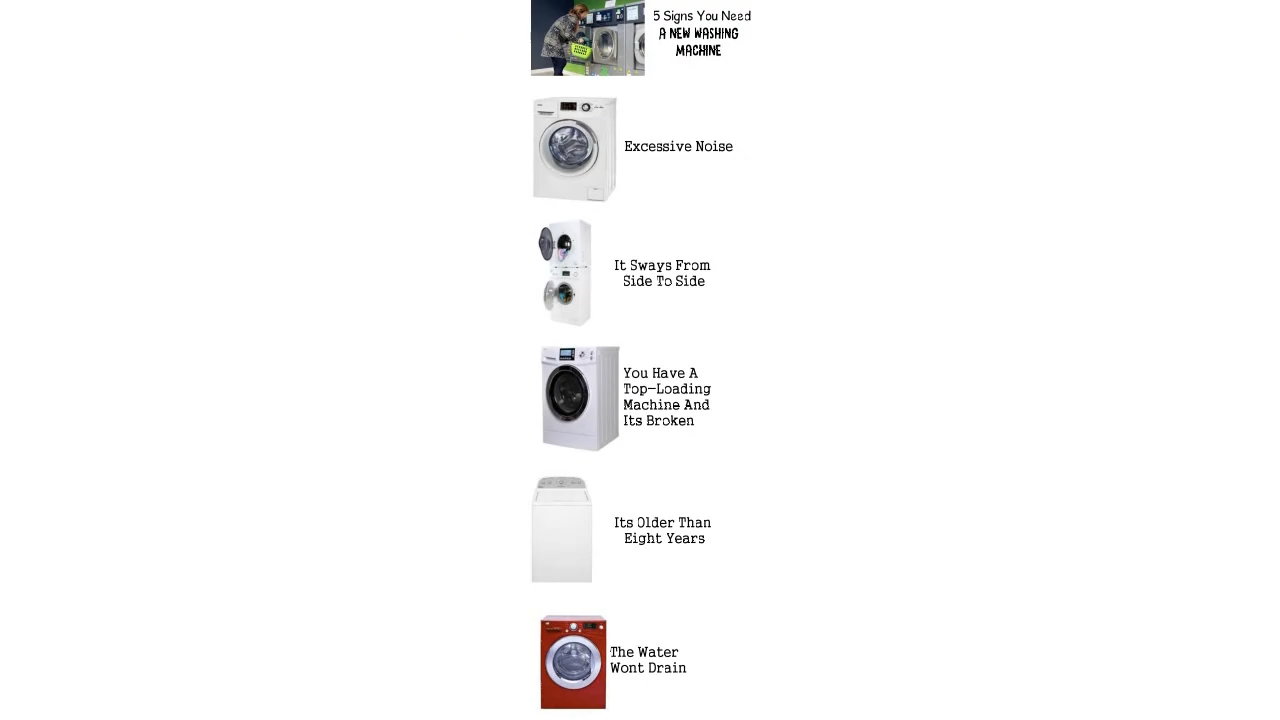 5 Signs You Need
A NEW WASHING
MACHINE
Excessive Noise
It Sways From
Side To Side
You Have A
Top-Loading
Machine And
Its Broken
Its Older Than
Eight Years
The Water
Wont Drain